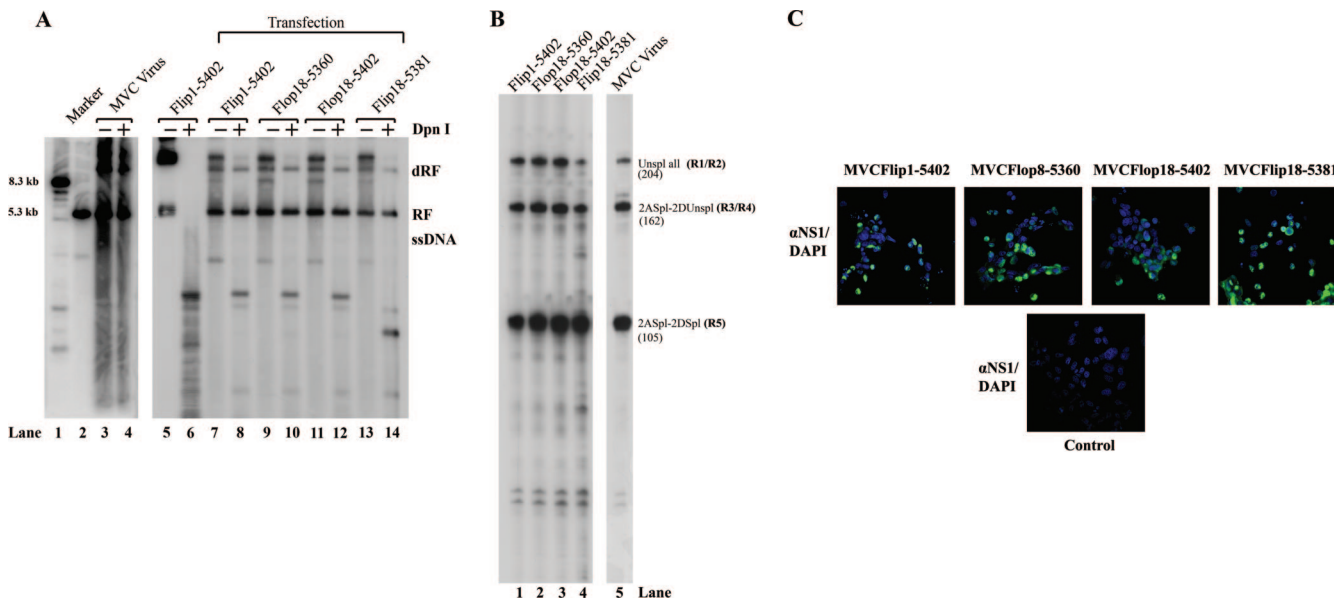 A
Transfection
Marker
MVC Virus
Flip1-5402
Flip1-5402
Flop18-5360
Flop18-5402
Flip18-5381
− + − + − + − + − + − + Dpn I
8.3 kb
dRF
5.3 kb
RF
ssDNA
Lane 1 2 3 4 5 6 7 8 9 10 11 12 13 14
B
Flip1-5402
Flop18-5360
Flop18-5402
Flip18-5381
MVC Virus
Unspl all (R1/R2)
(204)
2ASpl-2DUnspl (R3/R4)
(162)
2ASpl-2DSpl (R5)
(105)
1 2 3 4 5 Lane
C
MVCFlip1-5402 MVCFlop8-5360 MVCFlop18-5402 MVCFlip18-5381
αNS1/
DAPI
αNS1/
DAPI
Control